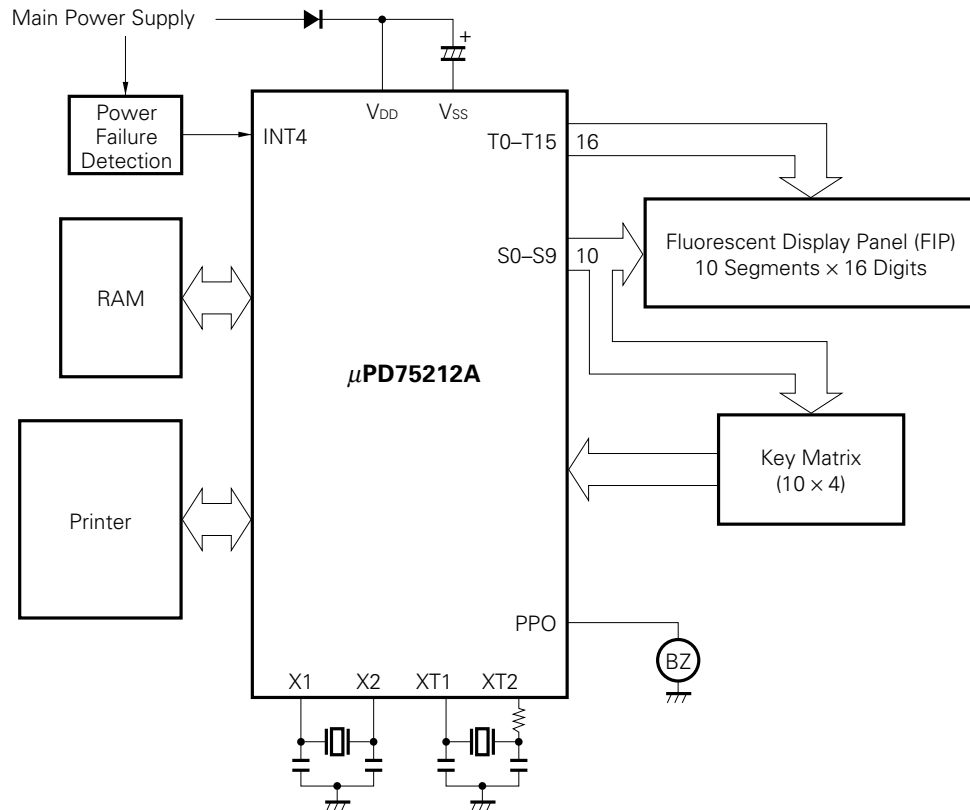 Main Power Supply
+
Power
Failure
Detection
VDD
VSS
INT4
T0–T15
16
S0–S9
10
Fluorescent Display Panel (FIP)
10 Segments × 16 Digits
RAM
μPD75212A
Key Matrix
(10 × 4)
Printer
PPO
BZ
X1
X2
XT1
XT2